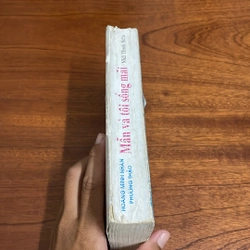 HOÀNG MINH NHÂN
PHƯƠNG THẢO
Mẫn và tôi sống mãi